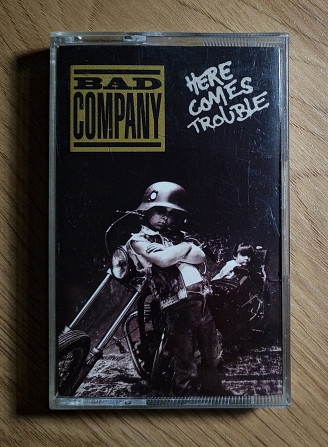 BAD
COMPANY
HERE
COMES
TROUBLE